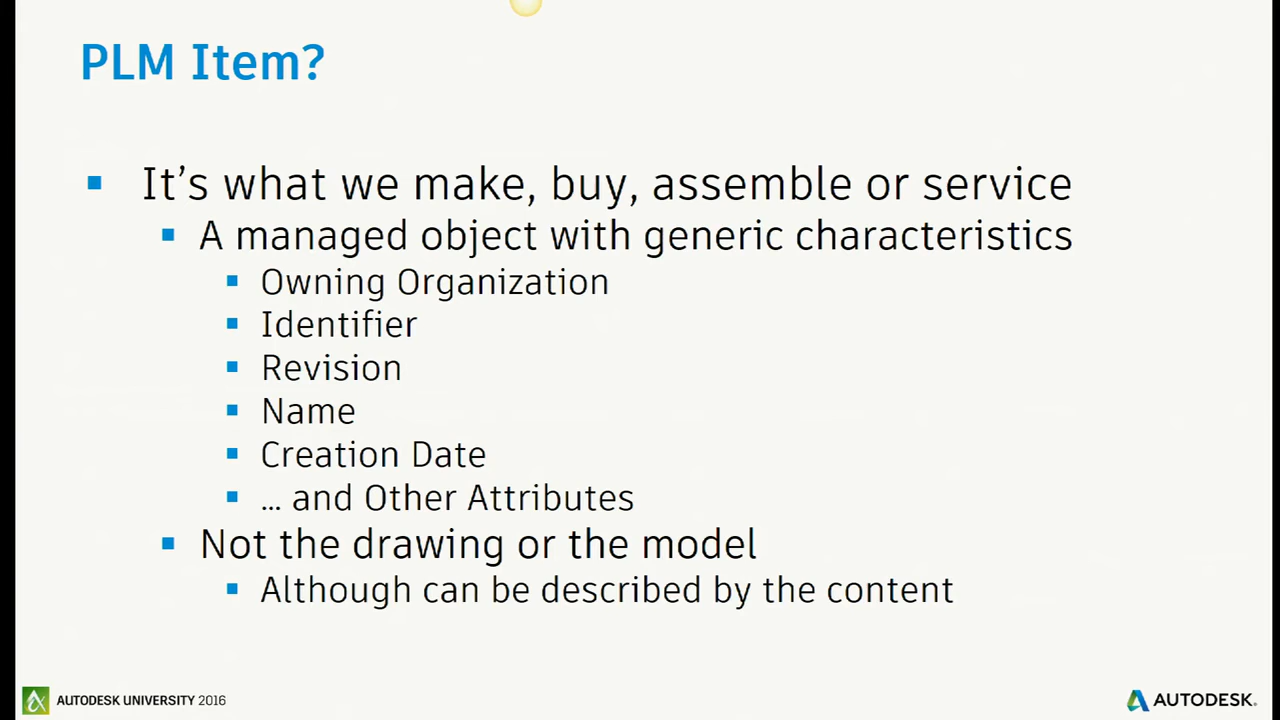 PLM Item?
It’s what we make, buy, assemble or service
A managed object with generic characteristics
Owning Organization
Identifier
Revision
Name
Creation Date
... and Other Attributes
Not the drawing or the model
Although can be described by the content
AUTODESK UNIVERSITY 2016
AUTODESK.